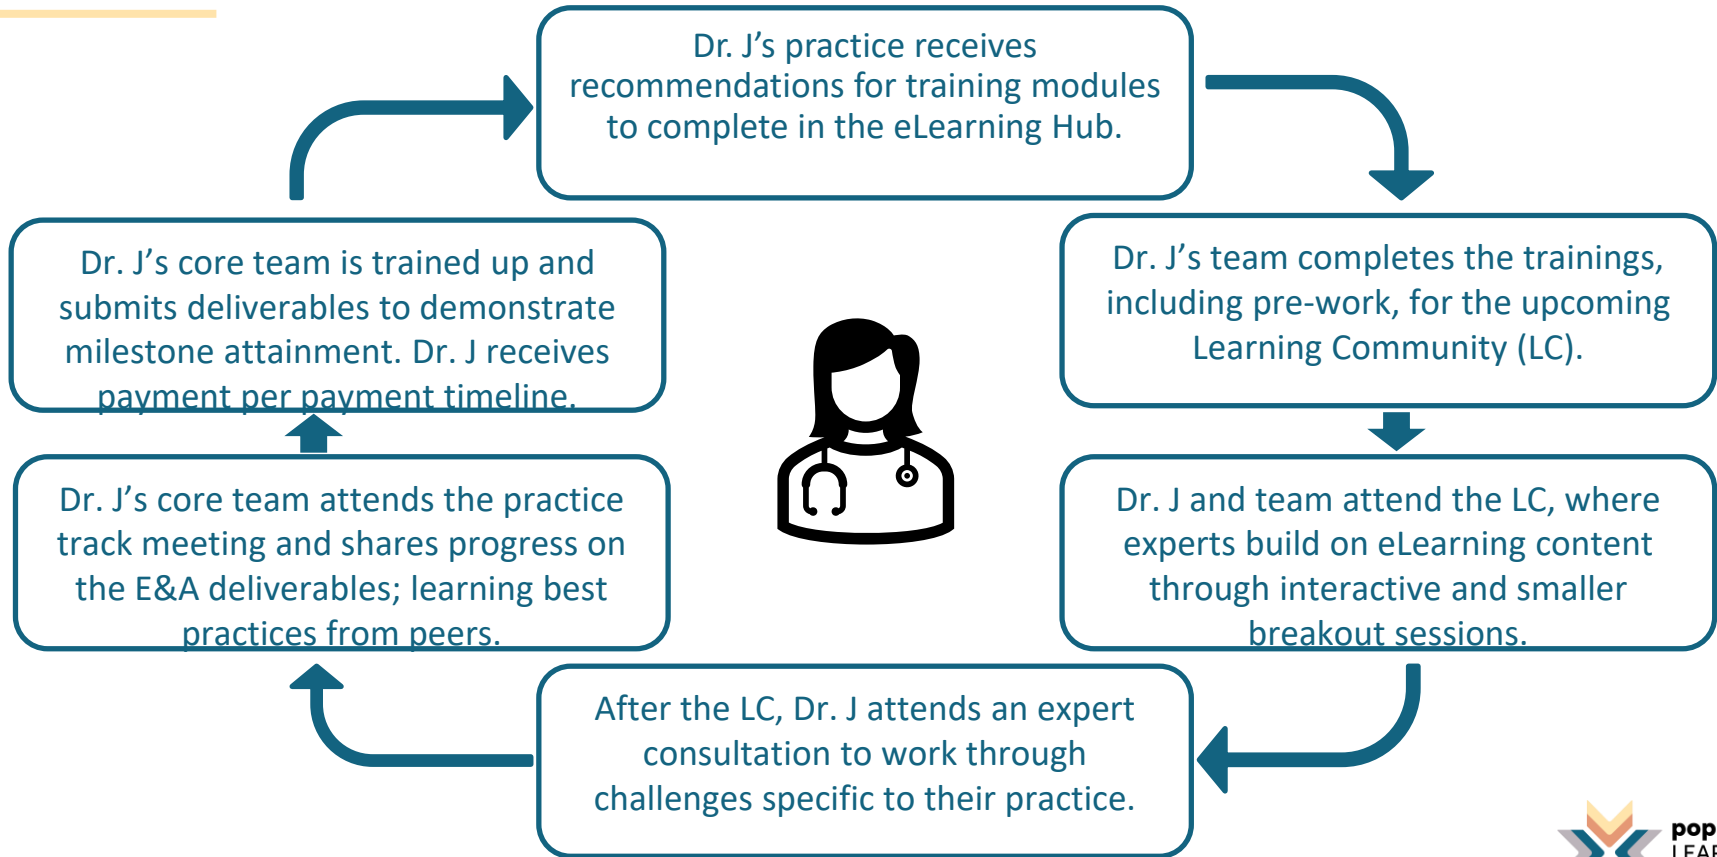 Dr. J’s practice receives
recommendations for training modules
to complete in the eLearning Hub.
Dr. J’s team completes the trainings,
including pre-work, for the upcoming
Learning Community (LC).
Dr. J and team attend the LC, where
experts build on eLearning content
through interactive and smaller
breakout sessions.
After the LC, Dr. J attends an expert
consultation to work through
challenges specific to their practice.
Dr. J’s core team attends the practice
track meeting and shares progress on
the E&A deliverables; learning best
practices from peers.
Dr. J’s core team is trained up and
submits deliverables to demonstrate
milestone attainment. Dr. J receives
payment per payment timeline.
pop